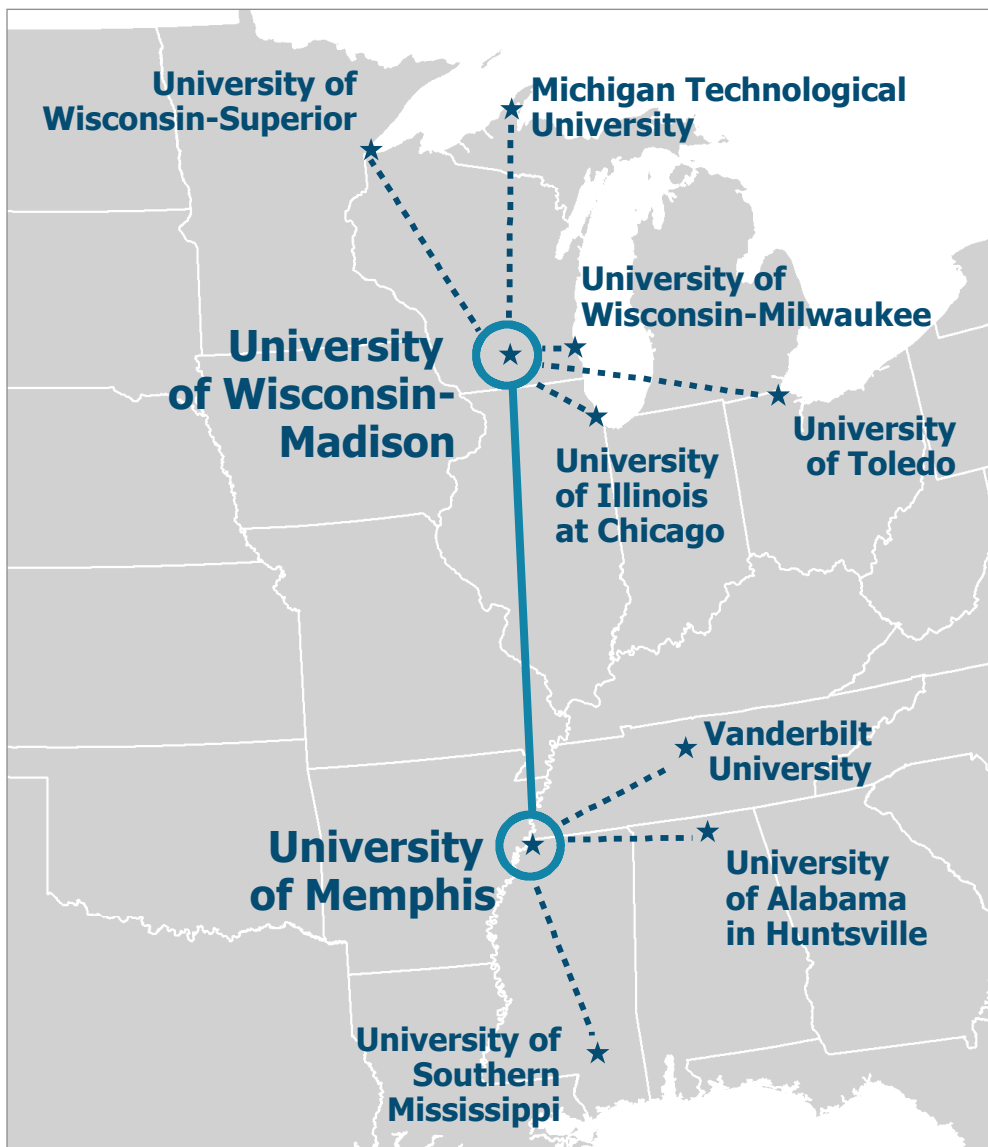 University of
Wisconsin-Superior
Michigan Technological
University
University of
Wisconsin-Milwaukee
University
of Wisconsin-
Madison
University
of Toledo
University
of Illinois
at Chicago
Vanderbilt
University
University
of Memphis
University
of Alabama
in Huntsville
University of
Southern
Mississippi